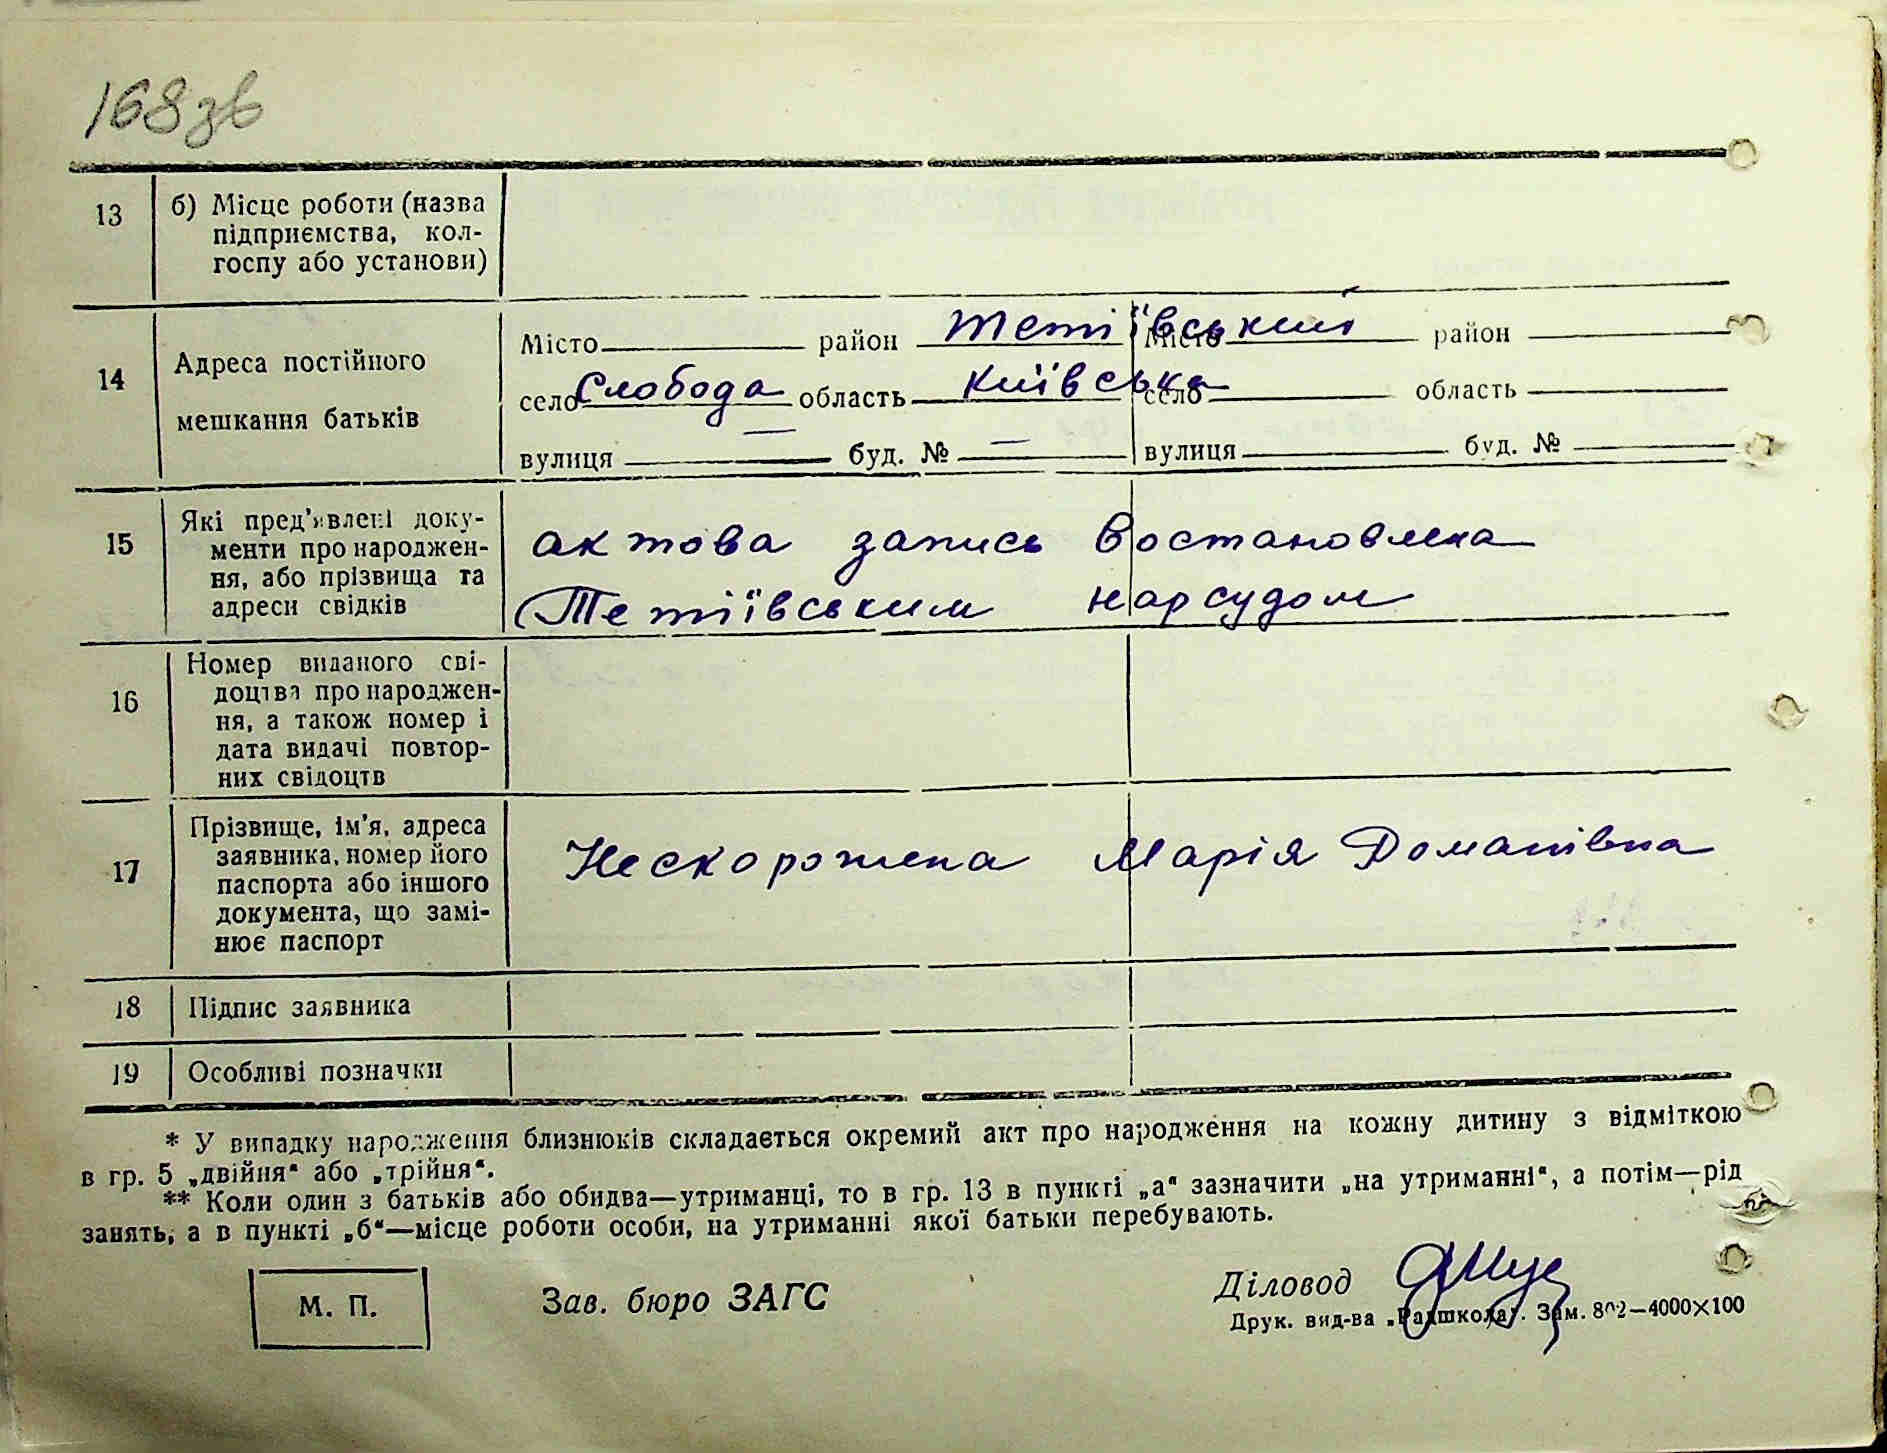 168зв
13 б) Місце роботи (назва
підприємства, кол-
госпу або установи)
14 Адреса постійного
мешкання батьків
Місто район Тетіївський Місто район
село Слобода область Київська село область
вулиця — буд. № — вулиця буд. №
15 Які пред'явлені доку-
менти про народжен-
ня, або прізвища та
адреси свідків
актова запись востановлена
Тетіївським нарсудом
16 Номер виданого сві-
доцтва про народжен-
ня, а також номер і
дата видачі повтор-
них свідоцтв
17 Прізвище, ім'я, адреса
заявника, номер його
паспорта або іншого
документа, що замі-
нює паспорт
Нескорожена Марія Доманівна
18 Підпис заявника
19 Особливі позначки
* У випадку народження близнюків складається окремий акт про народження на кожну дитину з відміткою
в гр. 5 „двійня“ або „трійня“.
** Коли один з батьків або обидва—утриманці, то в гр. 13 в пункті „а“ зазначити „на утриманні“, а потім—рід
занять, а в пункті „б“—місце роботи особи, на утриманні якої батьки перебувають.
М. П. Зав. бюро ЗАГС Діловод
Друк. вид-ва „Радшкола“. Зам. 802—4000×100